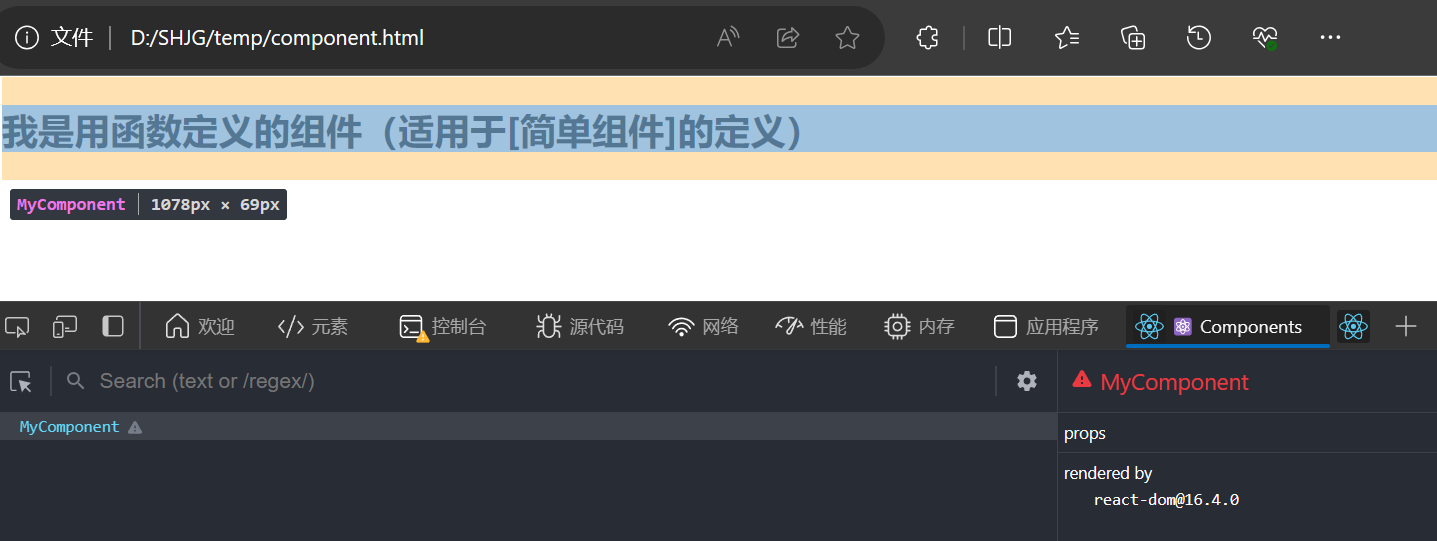 文件 D:/SHJG/temp/component.html
我是用函数定义的组件（适用于[简单组件]的定义）
MyComponent 1078px × 69px
欢迎 元素 控制台 源代码 网络 性能 内存 应用程序 Components
Search (text or /regex/)
MyComponent
MyComponent
props
rendered by
react-dom@16.4.0